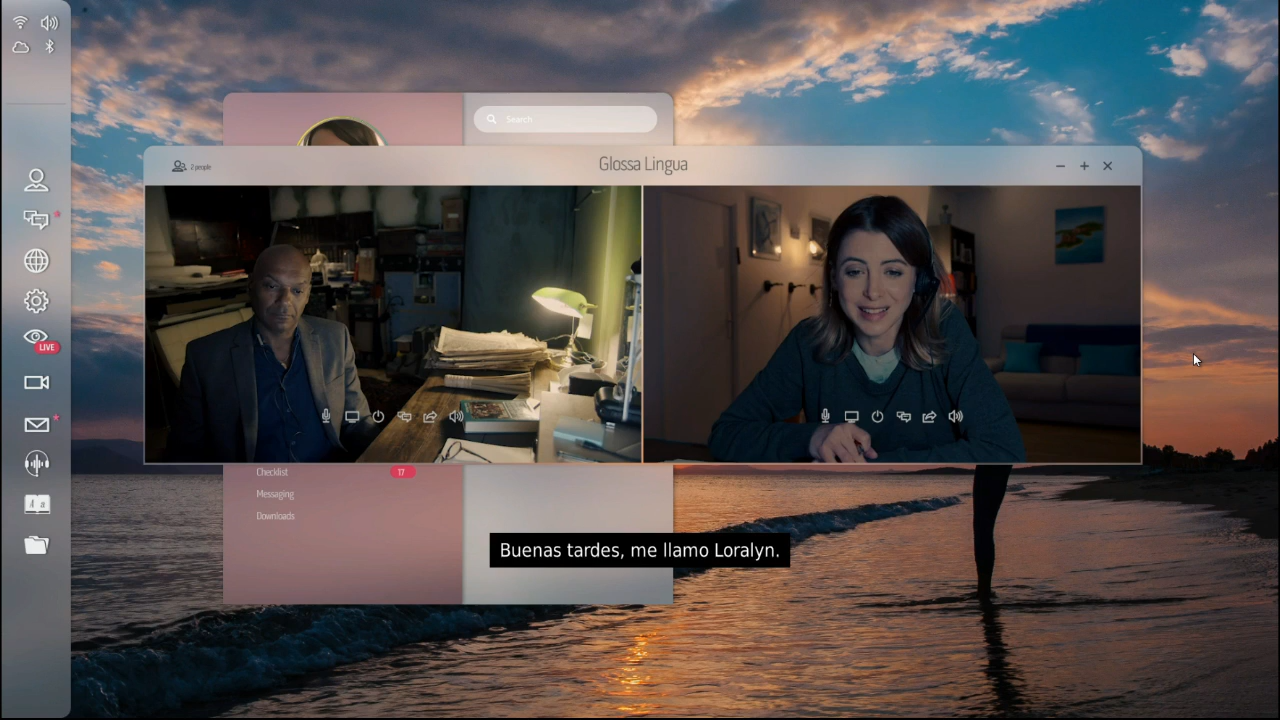 Search
2 people
Glossa Lingua
LIVE
A a
Checklist
17
Messaging
Downloads
Buenas tardes, me llamo Loralyn.